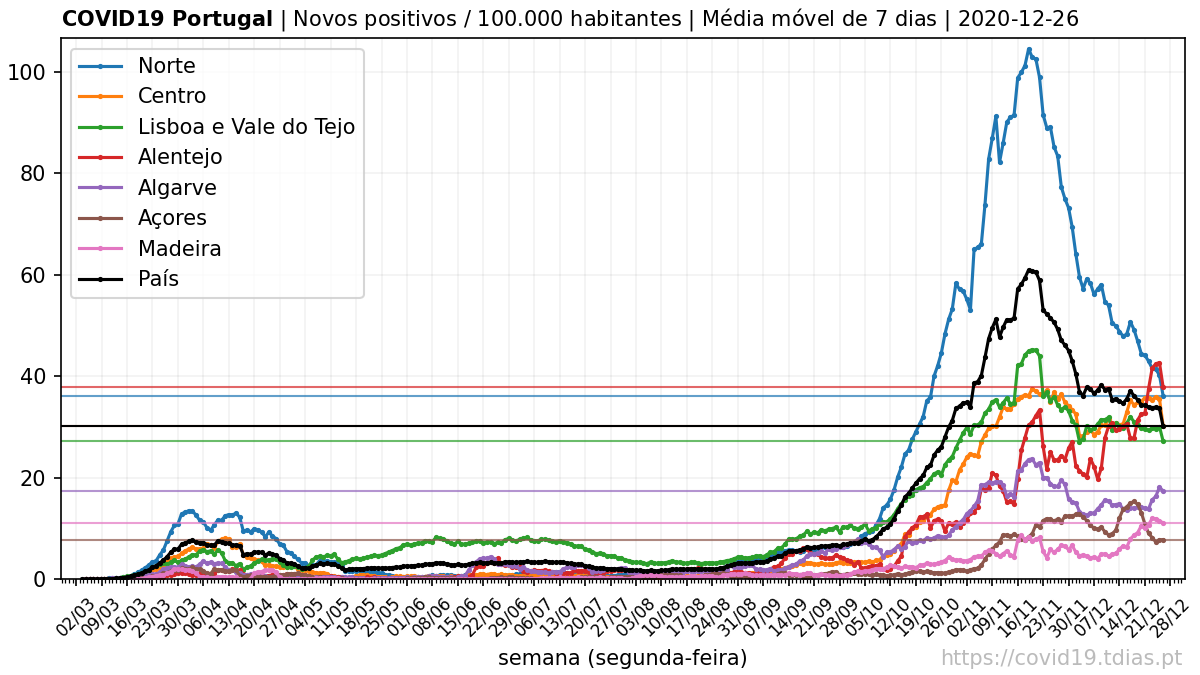 COVID19 Portugal | Novos positivos / 100.000 habitantes | Média móvel de 7 dias | 2020-12-26
Norte
Centro
Lisboa e Vale do Tejo
Alentejo
Algarve
Açores
Madeira
País
100
80
60
40
20
0
02/03 09/03 16/03 23/03 30/03 06/04 13/04 20/04 27/04 04/05 11/05 18/05 25/05 01/06 08/06 15/06 22/06 29/06 06/07 13/07 20/07 27/07 03/08 10/08 17/08 24/08 31/08 07/09 14/09 21/09 28/09 05/10 12/10 19/10 26/10 02/11 09/11 16/11 23/11 30/11 07/12 14/12 21/12 28/12
semana (segunda-feira)
https://covid19.tdias.pt